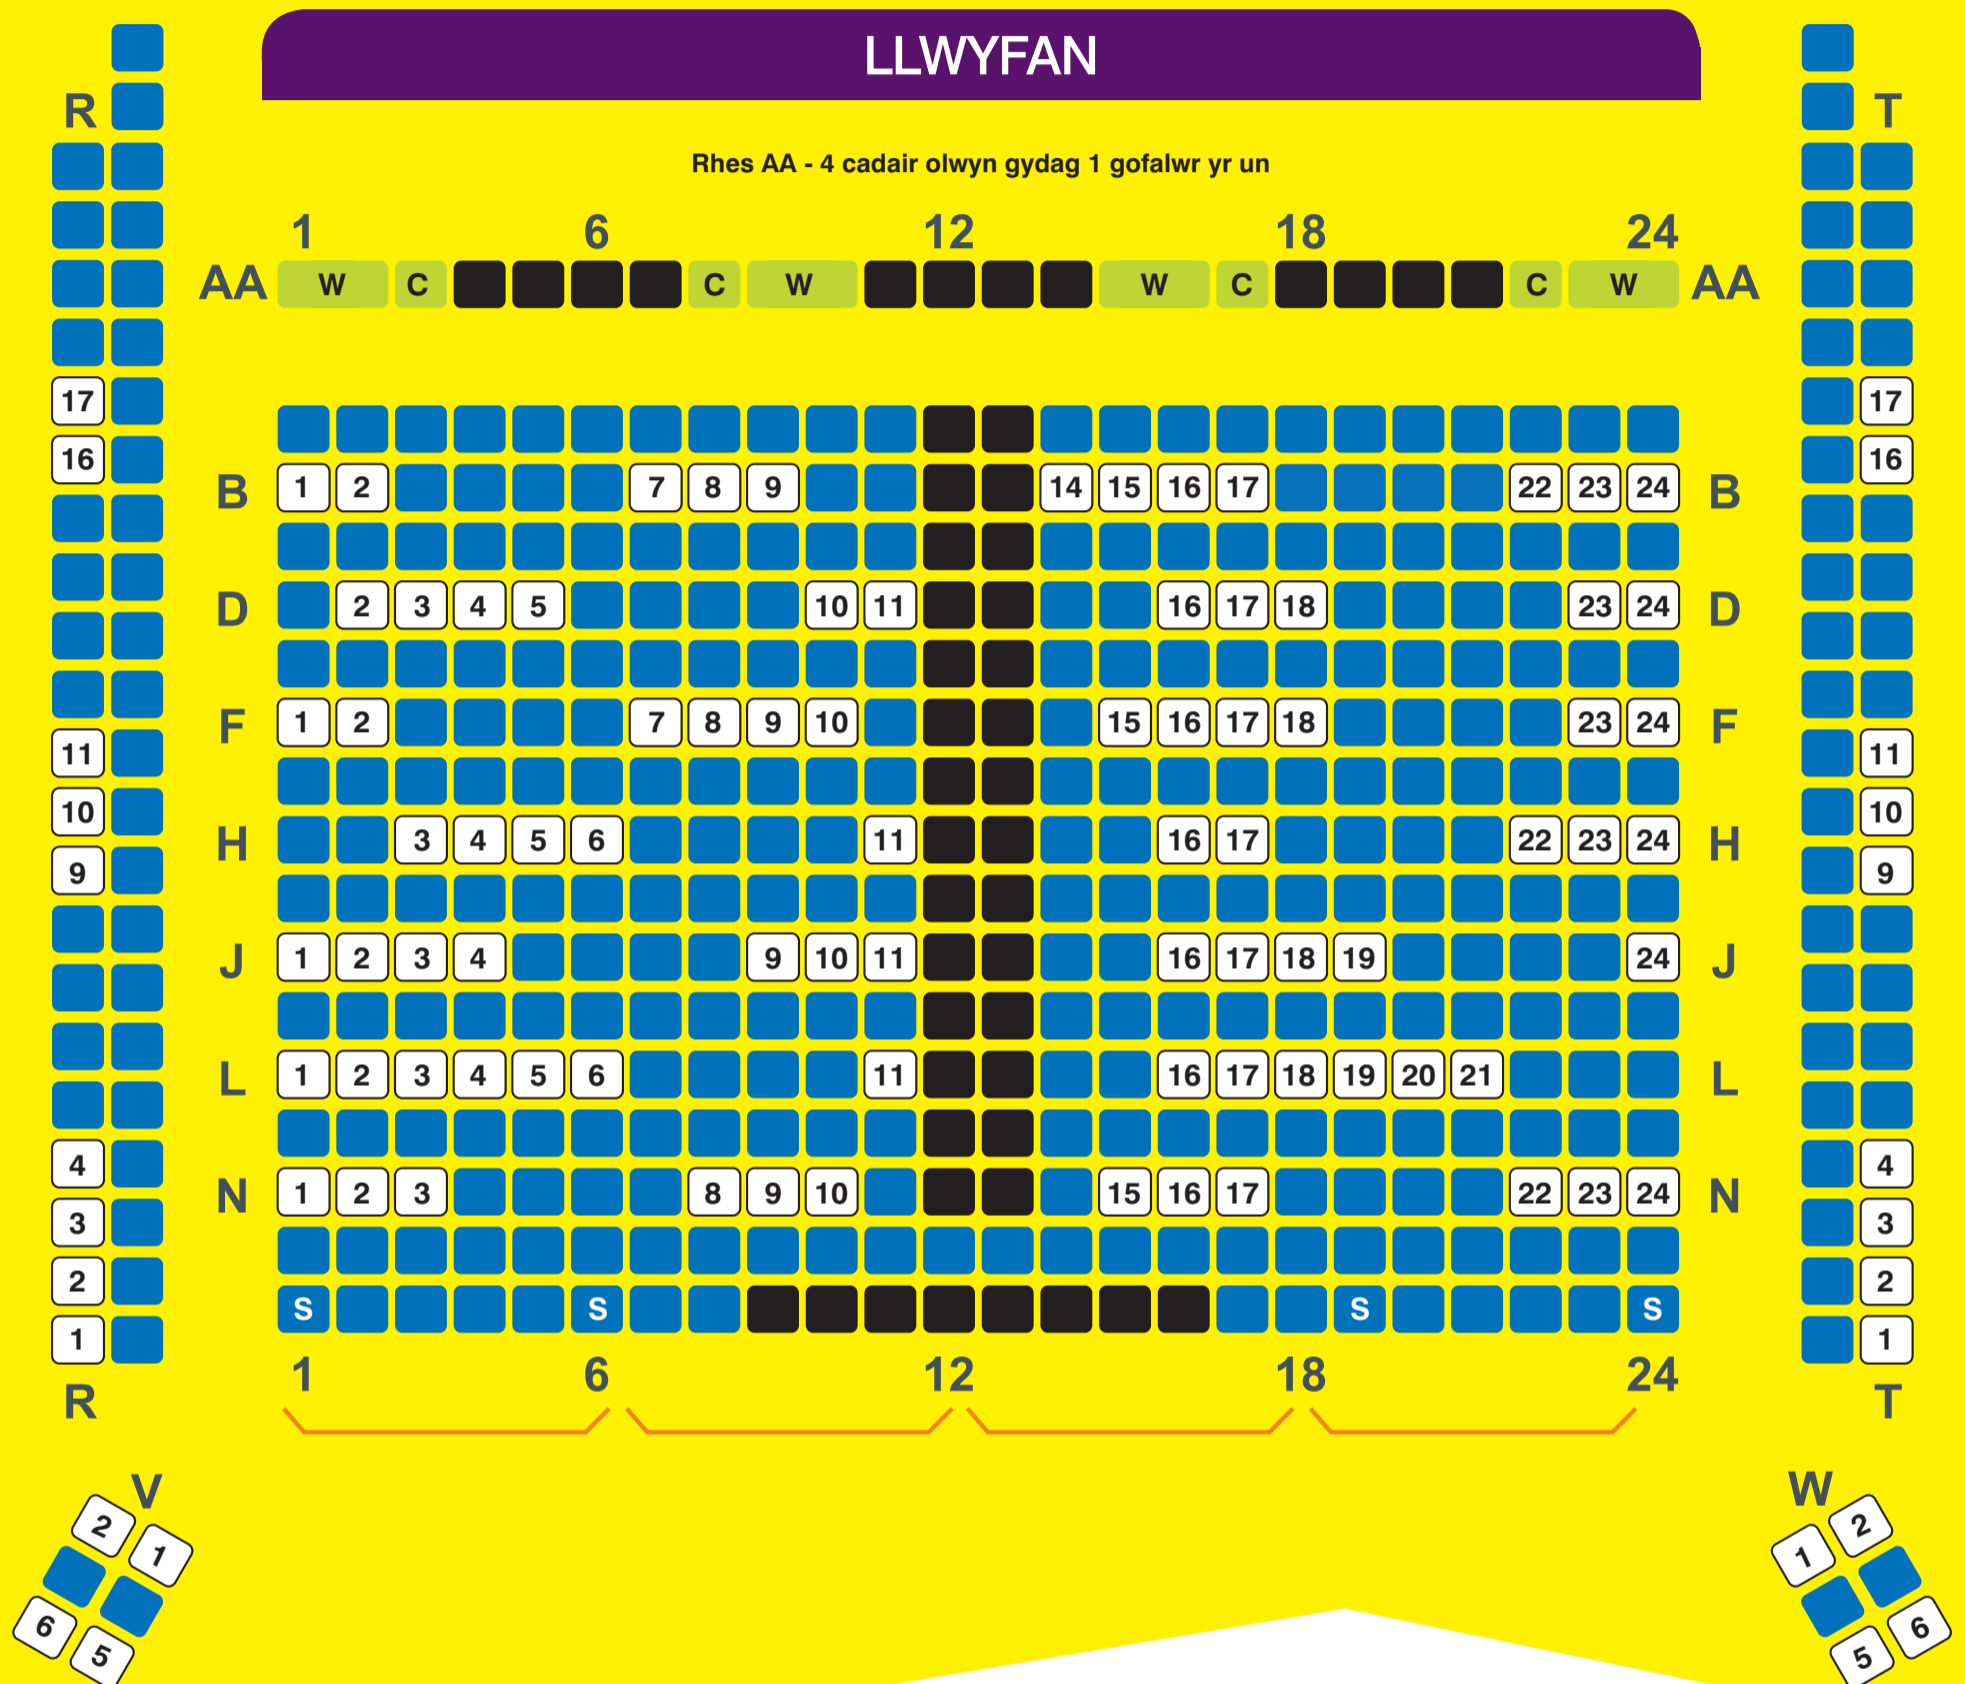 LLWYFAN
R T
Rhes AA - 4 cadair olwyn gydag 1 gofalwr yr un
1 6 12 18 24
AA W C C W W C C W AA
17 17
16 16
B 1 2 7 8 9 14 15 16 17 22 23 24 B
D 2 3 4 5 10 11 16 17 18 23 24 D
F 1 2 7 8 9 10 15 16 17 18 23 24 F
11 11
10 10
H 3 4 5 6 11 16 17 22 23 24 H
9 9
J 1 2 3 4 9 10 11 16 17 18 19 24 J
L 1 2 3 4 5 6 11 16 17 18 19 20 21 L
4 4
N 1 2 3 8 9 10 15 16 17 22 23 24 N
3 3
2 2
S S S S
1 1
1 6 12 18 24
R T
V W
2 1 1 2
6 5 5 6